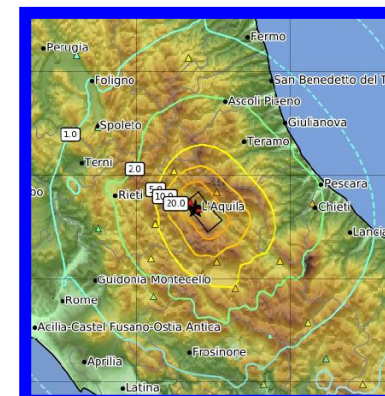 Fermo
Perugia
Foligno
San Benedetto del T
Ascoli Piceno
Giulianova
1.0
Spoleto
Teramo
Terni
2.0
Pescara
5.0
10.0
20.0
Rieti
L'Aquila
Chieti
Lancia
Guidonia Montecelio
Rome
Acilia-Castel Fusano-Ostia Antica
Frosinone
Aprilia
Latina